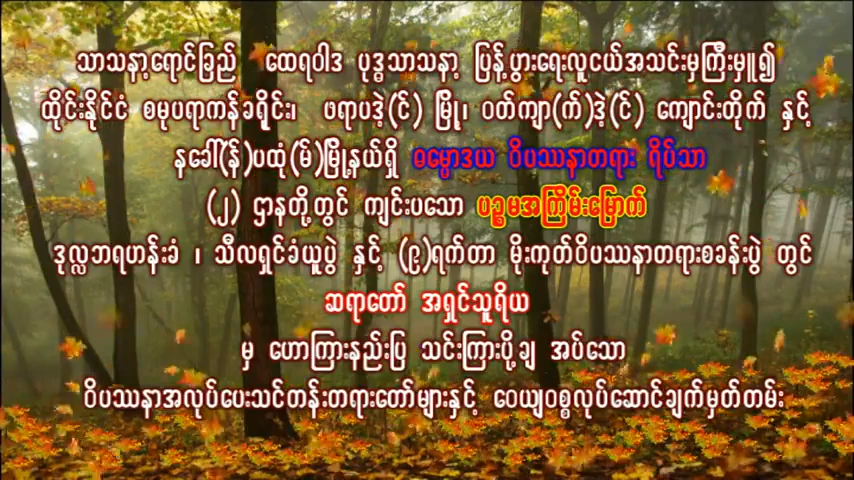 သာသနာ့ရောင်ခြည် ထေရဝါဒ ပုဒ္ဓသာသနာ့ ပြန့်ပွားရေးလူငယ်အသင်းမှကြီးမှူ၍
ထိုင်းနိုင်ငံ စမုပရာကန်ခရိုင်း၊ ဖရာပဒဲ့(င်) မြို့၊ ဝတ်ကျာ(က်)ဒဲ့(င်) ကျောင်းတိုက် နှင့်
နခေါ်(န်)ပထုံ(မ်)မြို့နယ်ရှိ ဓမ္မောဒယ ဝိပဿနာတရား ရိပ်သာ
(၂) ဌာနတို့တွင် ကျင်းပသော ပဥ္စမအကြိမ်းမြောက်
ဒုလ္လဘရဟန်းခံ ၊ သီလရှင်ခံယူပွဲ နှင့် (၉)ရက်တာ မိုးကုတ်ဝိပဿနာတရားစခန်းပွဲ တွင်
ဆရာတော် အရှင်သူရိယ
မှ ဟောကြားနည်းပြ သင်းကြားပို့ချ အပ်သော
ဝိပဿနာအလုပ်ပေးသင်တန်းတရားတော်များနှင့် ဝေယျဝစ္စလုပ်ဆောင်ချက်မှတ်တမ်း